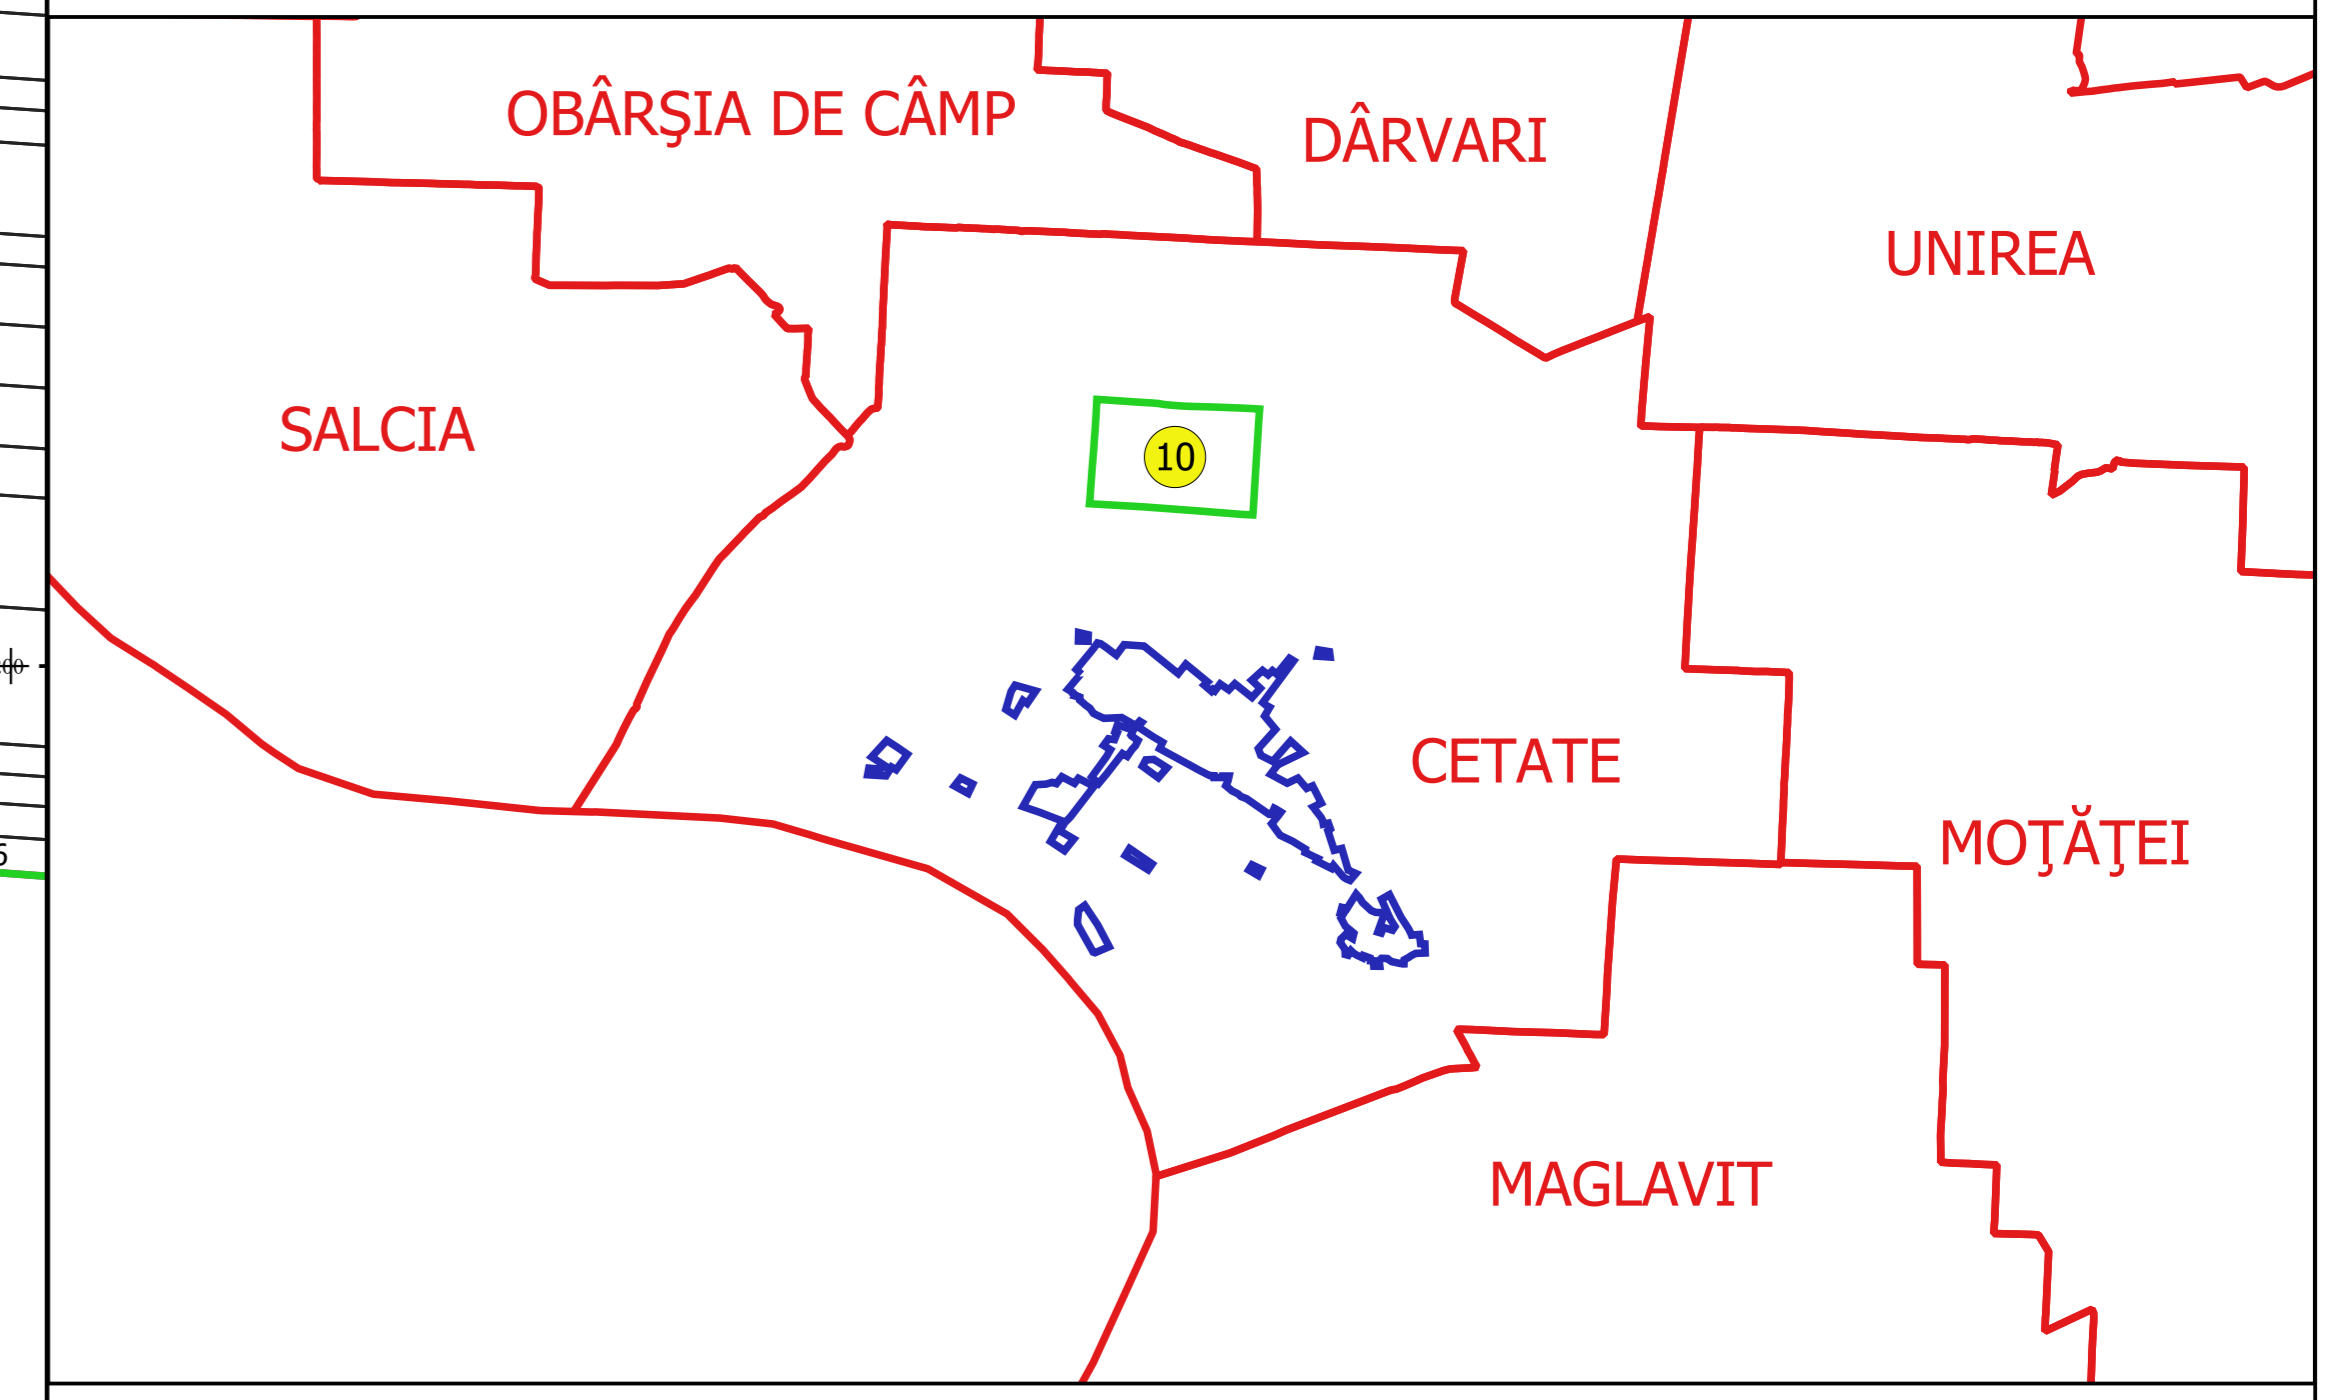 OBÂRŞIA DE CÂMP
DÂRVARI
UNIREA
SALCIA
10
CETATE
MOŢĂŢEI
MAGLAVIT